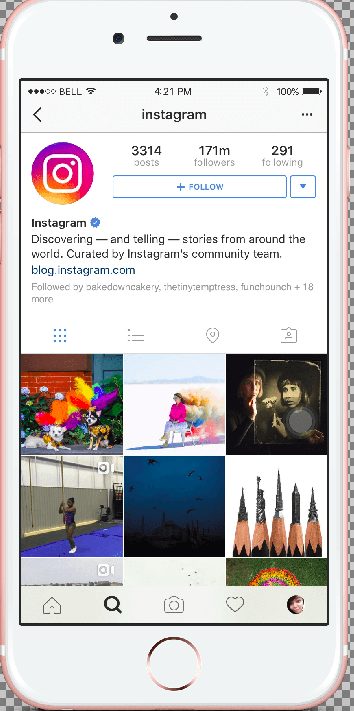 ●●●○○ BELL 4:21 PM 100%
instagram
3314 171m 291
posts followers following
+ FOLLOW
Instagram
Discovering — and telling — stories from around the
world. Curated by Instagram's community team.
blog.instagram.com
Followed by bakedowncakery, thetinytemptress, funchbunch + 18
more